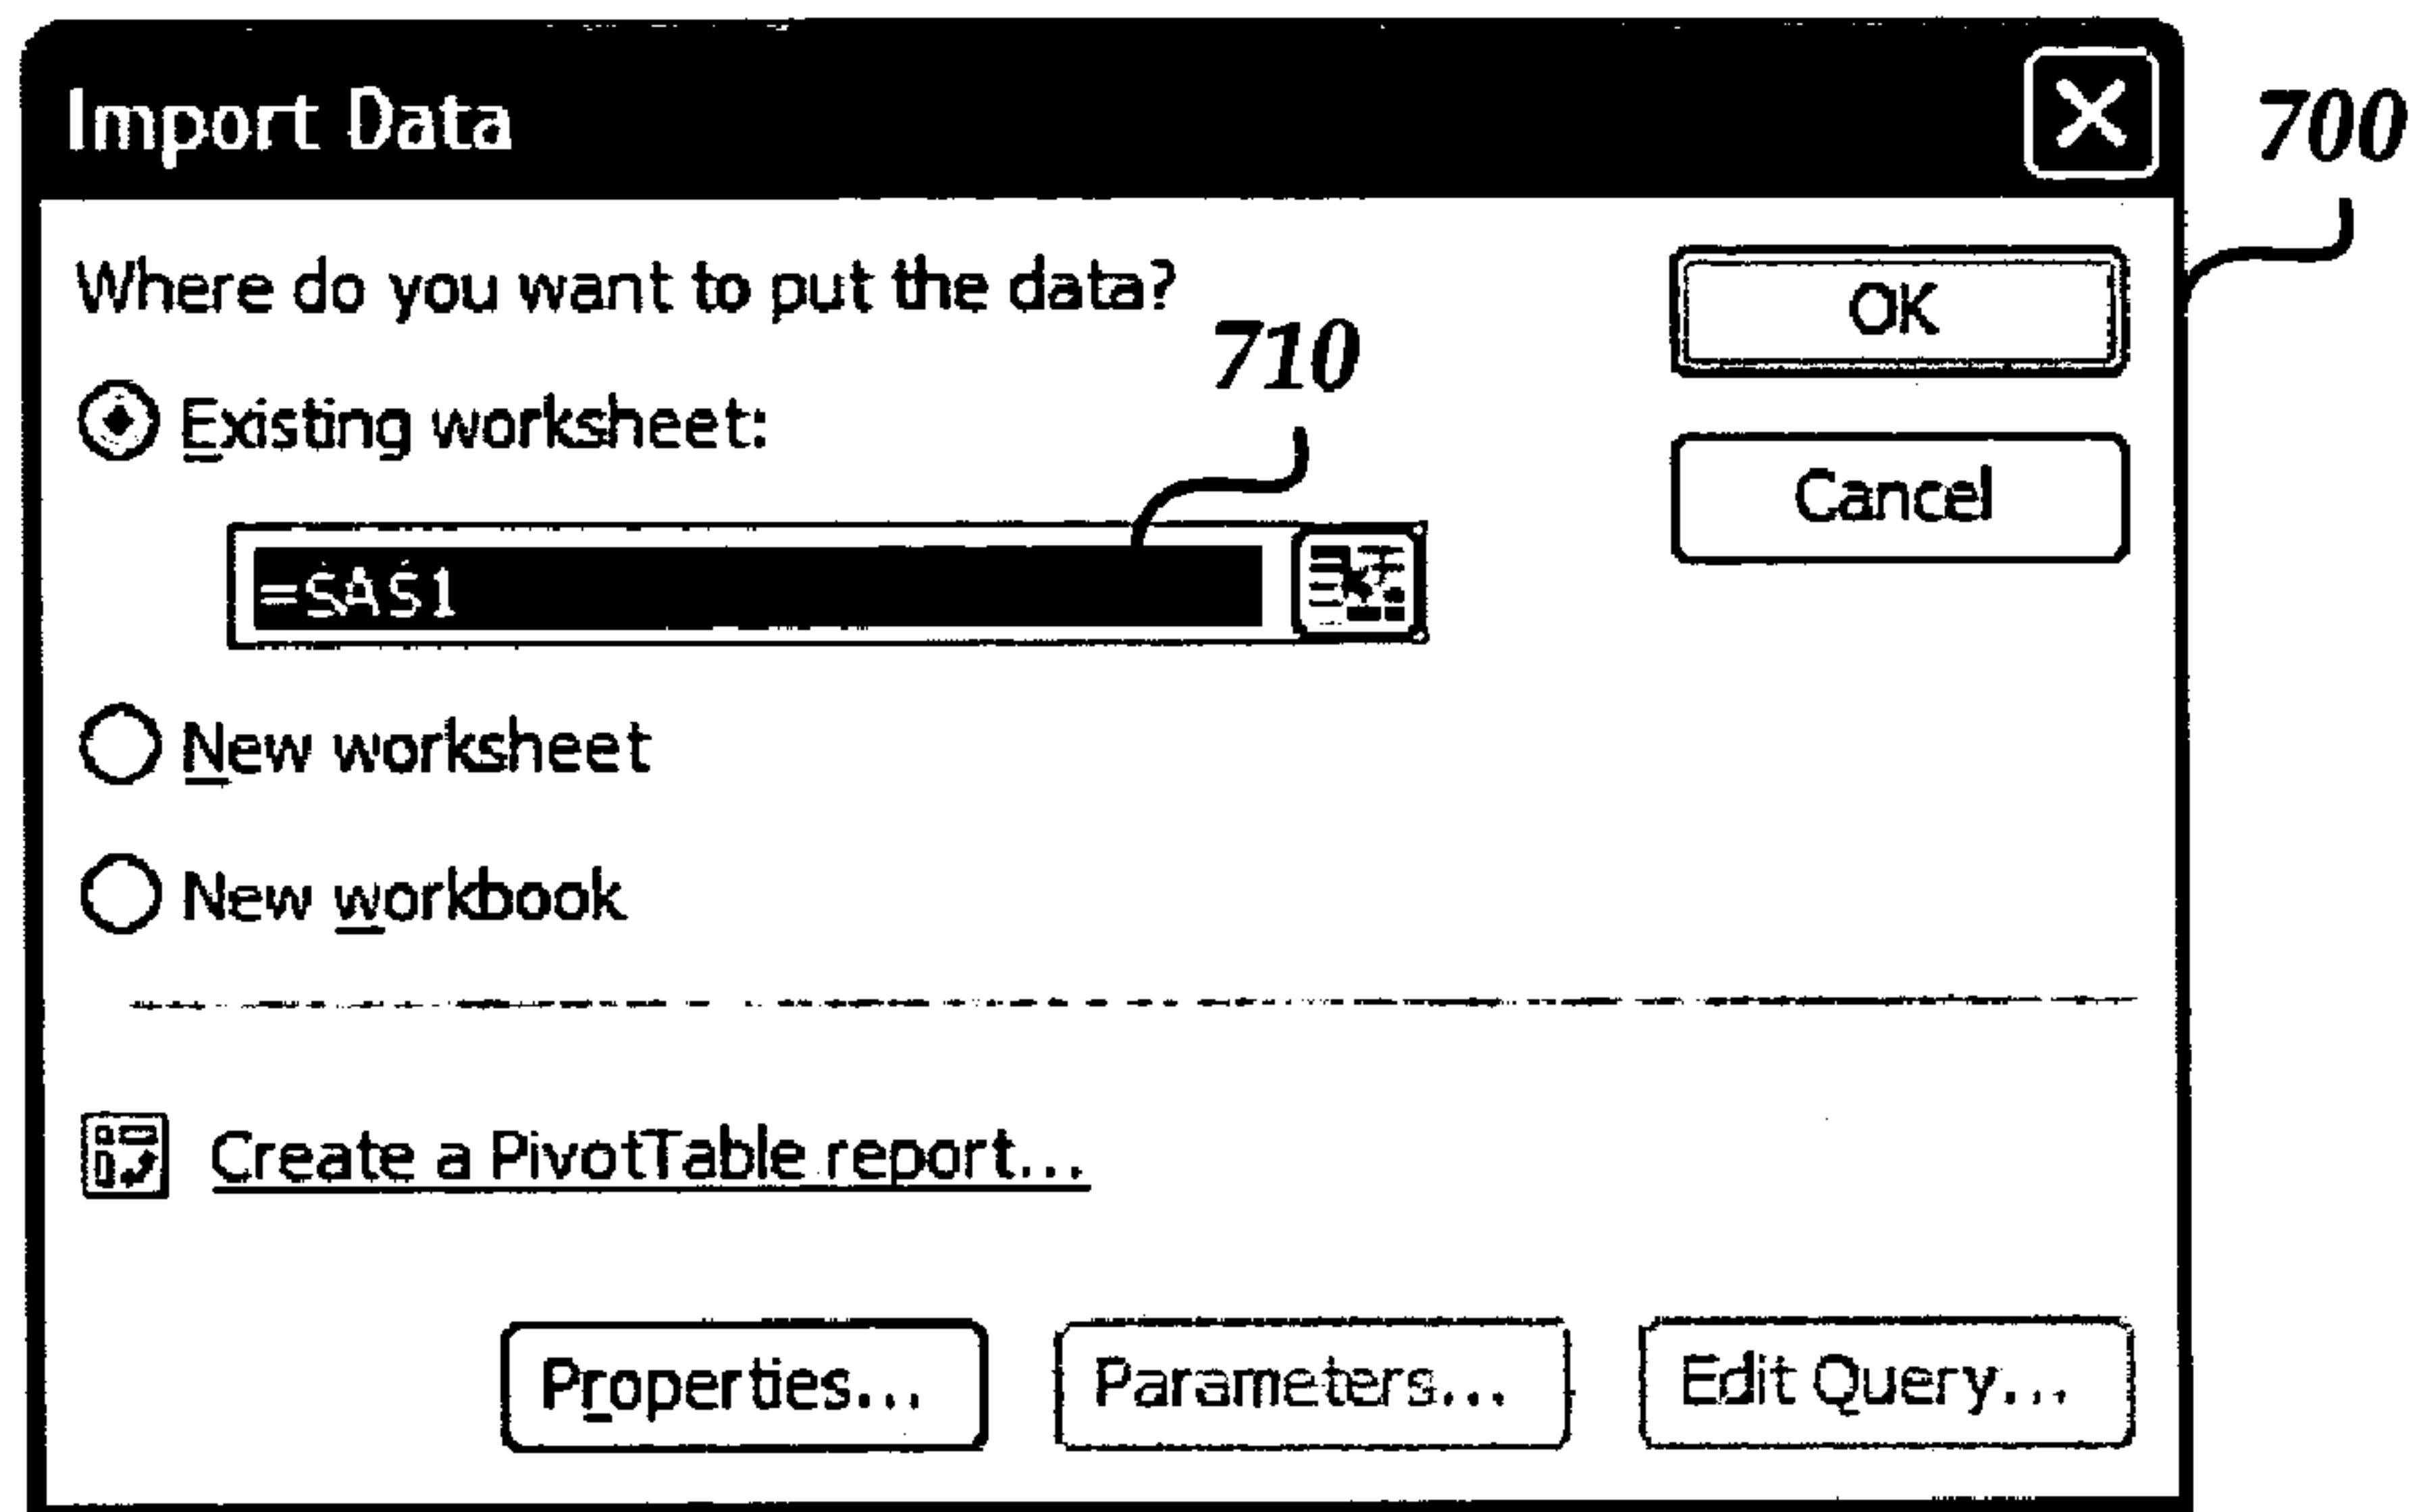 Import Data
700
Where do you want to put the data?
OK
710
Existing worksheet:
Cancel
=$A$1
New worksheet
New workbook
Create a PivotTable report...
Properties...
Parameters...
Edit Query...